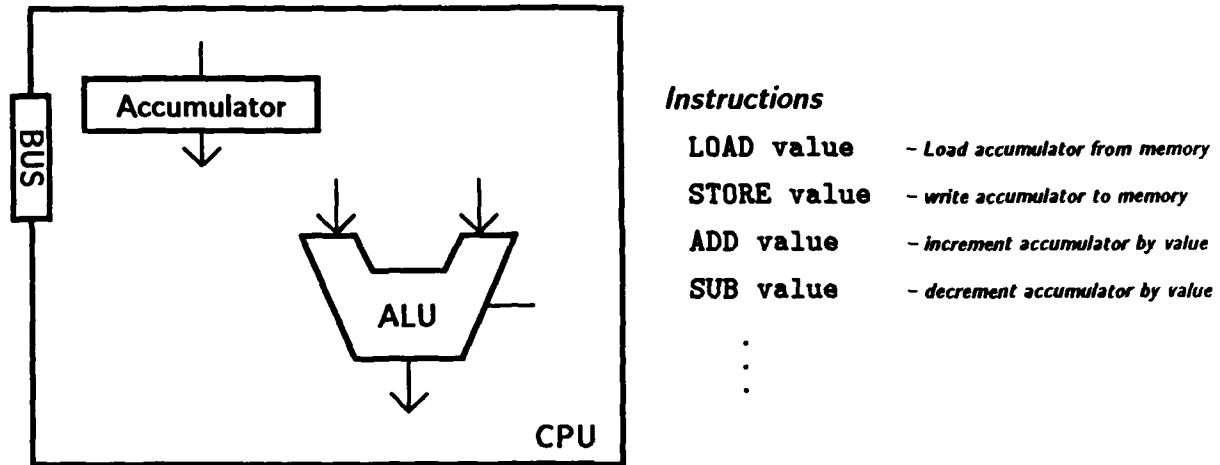 Accumulator
BUS
ALU
CPU
Instructions
LOAD value - Load accumulator from memory
STORE value - write accumulator to memory
ADD value - increment accumulator by value
SUB value - decrement accumulator by value
.
.
.